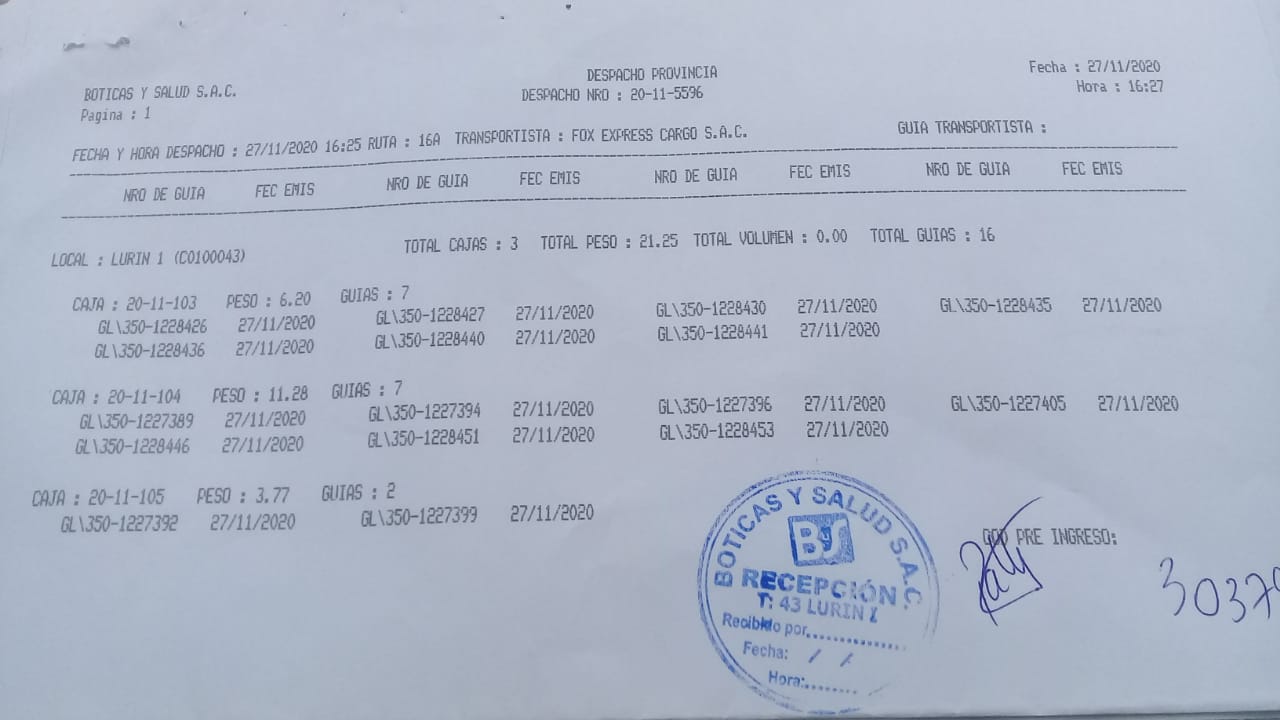 BOTICAS Y SALUD S.A.C. DESPACHO PROVINCIA Fecha : 27/11/2020
Pagina : 1 DESPACHO NRO : 20-11-5596 Hora : 16:27
FECHA Y HORA DESPACHO : 27/11/2020 16:25 RUTA : 16A TRANSPORTISTA : FOX EXPRESS CARGO S.A.C. GUIA TRANSPORTISTA :
NRO DE GUIA FEC EMIS NRO DE GUIA FEC EMIS NRO DE GUIA FEC EMIS NRO DE GUIA FEC EMIS
LOCAL : LURIN 1 (C0100043) TOTAL CAJAS : 3 TOTAL PESO : 21.25 TOTAL VOLUMEN : 0.00 TOTAL GUIAS : 16
CAJA : 20-11-103 PESO : 6.20 GUIAS : 7
GL\350-1228426 27/11/2020 GL\350-1228427 27/11/2020 GL\350-1228430 27/11/2020 GL\350-1228435 27/11/2020
GL\350-1228436 27/11/2020 GL\350-1228440 27/11/2020 GL\350-1228441 27/11/2020
CAJA : 20-11-104 PESO : 11.28 GUIAS : 7
GL\350-1227389 27/11/2020 GL\350-1227394 27/11/2020 GL\350-1227396 27/11/2020 GL\350-1227405 27/11/2020
GL\350-1228446 27/11/2020 GL\350-1228451 27/11/2020 GL\350-1228453 27/11/2020
CAJA : 20-11-105 PESO : 3.77 GUIAS : 2
GL\350-1227392 27/11/2020 GL\350-1227399 27/11/2020
BOTICAS Y SALUD S.A.C.
BS
RECEPCIÓN
T: 43 LURIN I
Recibido por
Fecha: / /
Hora:
PRE INGRESO:
Patty